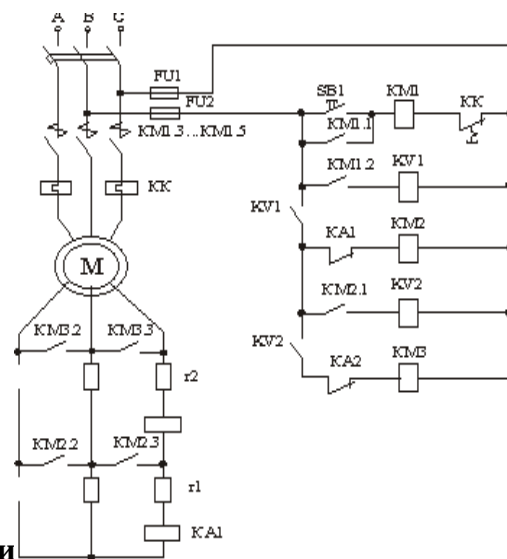 A B C
FU1
FU2
SB1
KM1
KK
KM1.1
KM1.3...KM1.5
KM1.2
KV1
KK
KV1
KA1
KM2
M
KM2.1
KV2
KM3.2
KM3.3
KV2
KA2
KM3
r2
KM2.2
KM2.3
r1
KA1
и